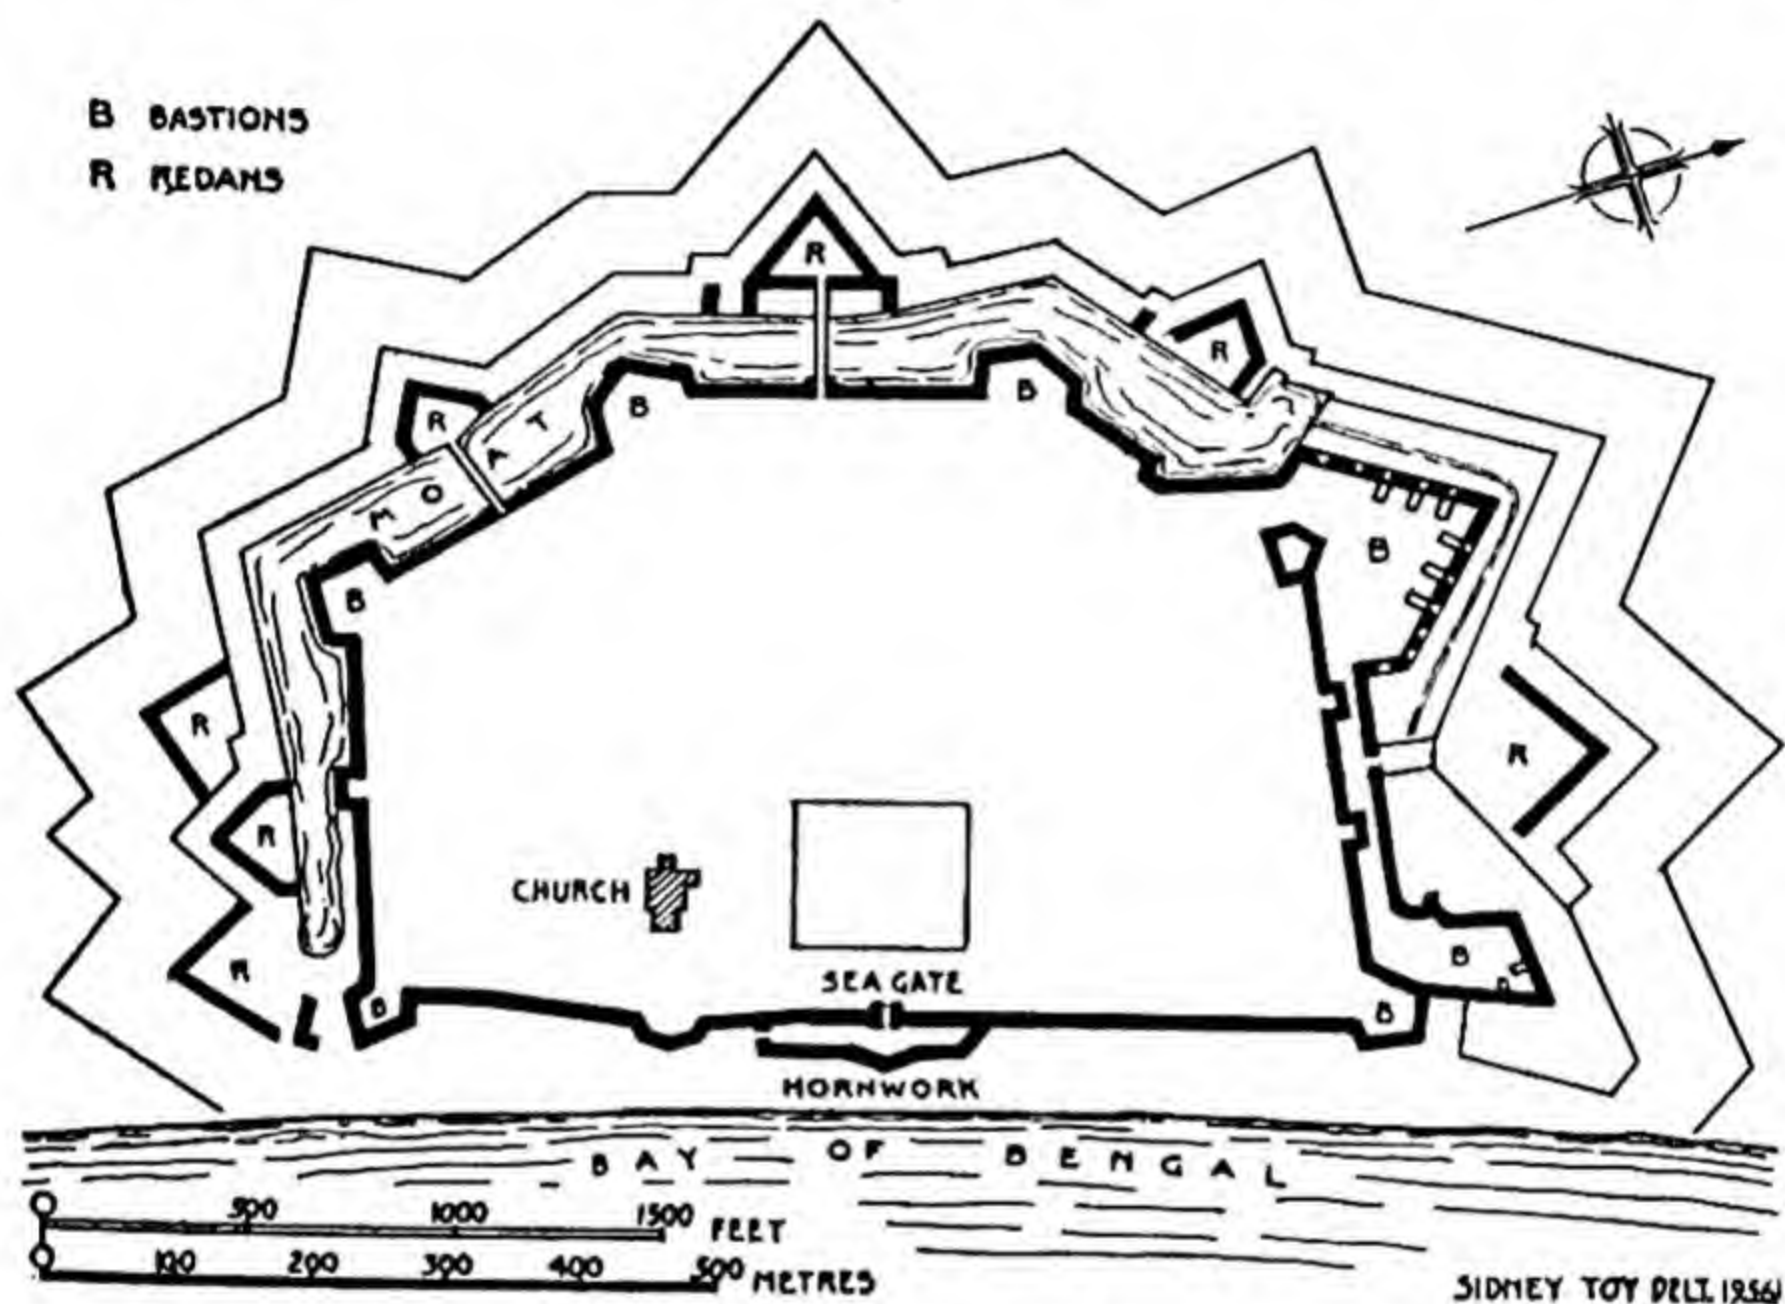 B BASTIONS
R REDANS
R
R
R
B
B
M O A T
B
B
R
R
R
R
CHURCH
R
B
SEA GATE
B
B
HORNWORK
BAY OF BENGAL
0 500 1000 1500 FEET
0 100 200 300 400 500 METRES
SIDNEY TOY DELT. 1956